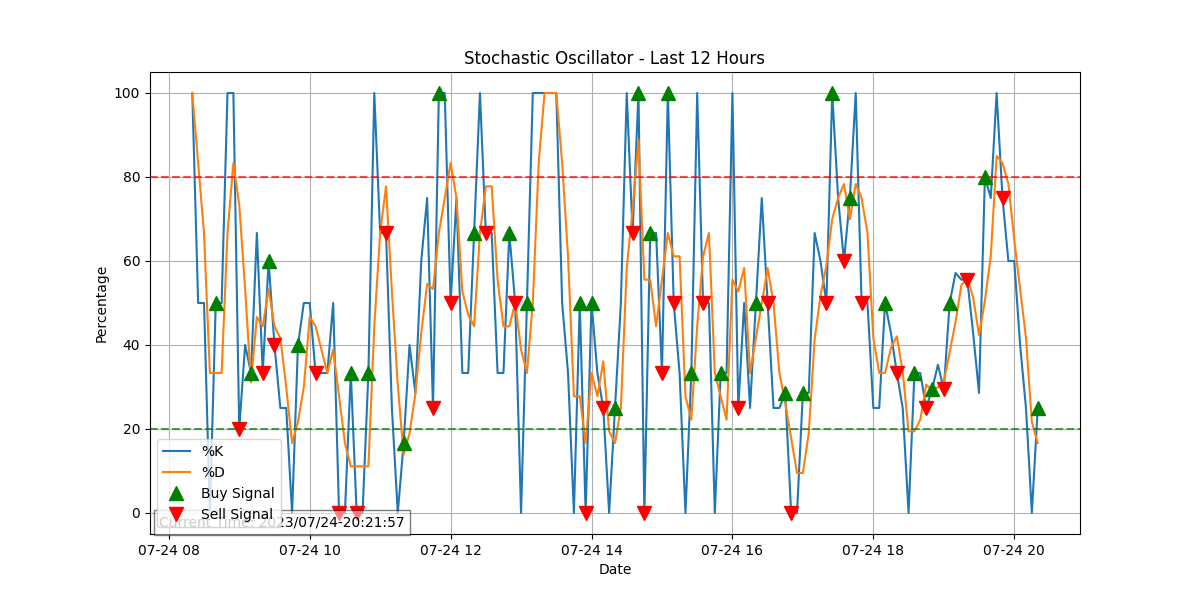 Stochastic Oscillator - Last 12 Hours
100
80
60
40
20
0
Percentage
%K
%D
Buy Signal
Sell Signal
Current Time: 2023/07/24-20:21:57
07-24 08
07-24 10
07-24 12
07-24 14
07-24 16
07-24 18
07-24 20
Date